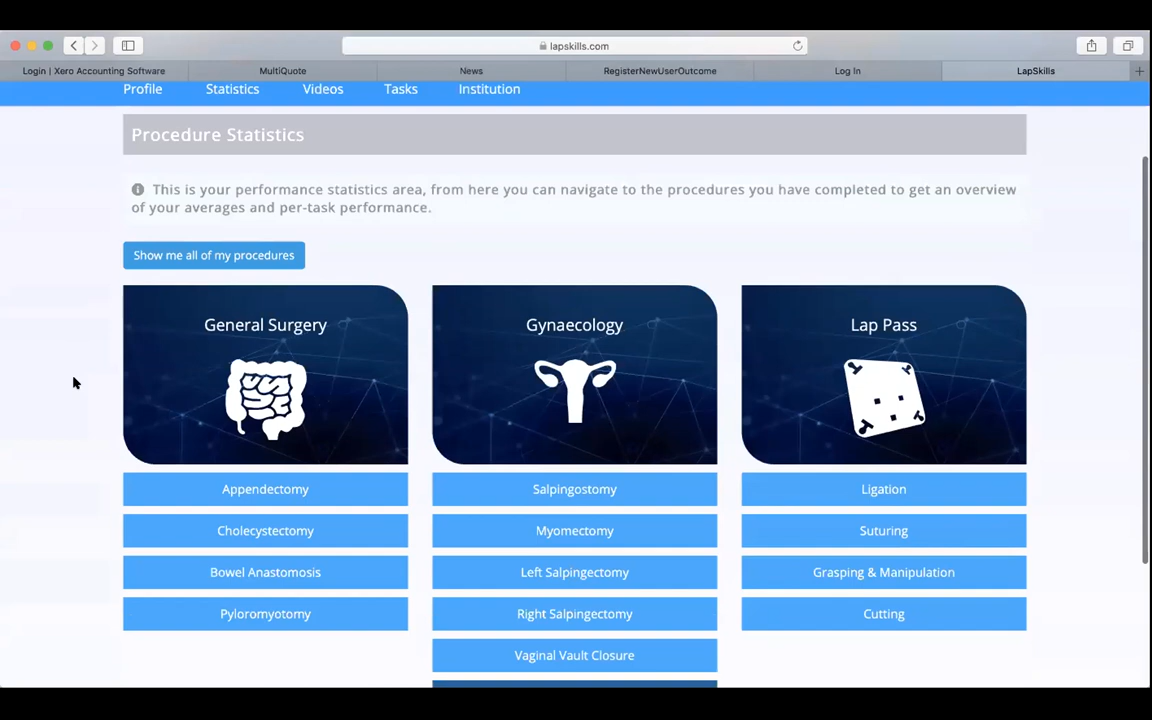 lapskills.com
Login | Xero Accounting Software
MultiQuote
News
RegisterNewUserOutcome
Log In
LapSkills
Profile
Statistics
Videos
Tasks
Institution
Procedure Statistics
This is your performance statistics area, from here you can navigate to the procedures you have completed to get an overview
of your averages and per-task performance.
Show me all of my procedures
General Surgery
Gynaecology
Lap Pass
Appendectomy
Salpingostomy
Ligation
Cholecystectomy
Myomectomy
Suturing
Bowel Anastomosis
Left Salpingectomy
Grasping & Manipulation
Pyloromyotomy
Right Salpingectomy
Cutting
Vaginal Vault Closure